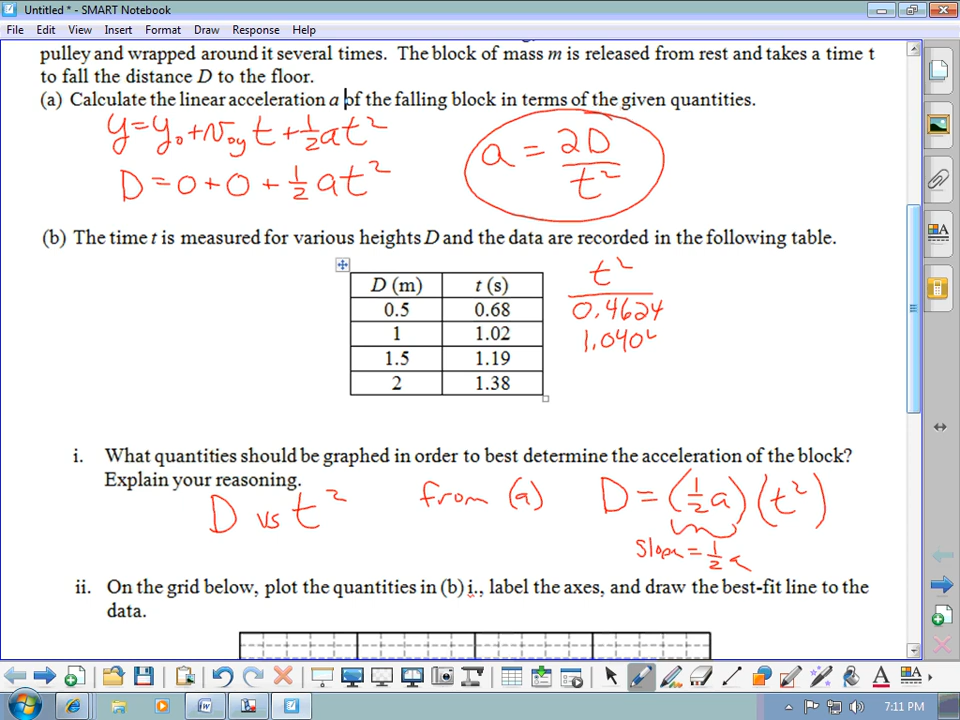 Untitled * - SMART Notebook
File Edit View Insert Format Tools Draw Response Help
pulley and wrapped around it several times. The block of mass m is released from rest and takes a time t
to fall the distance D to the floor.
(a) Calculate the linear acceleration a of the falling block in terms of the given quantities.
y = y₀ + v₀y t + 1/2 at²
D = 0 + 0 + 1/2 at²
a = 2D/t²
(b) The time t is measured for various heights D and the data are recorded in the following table.
D (m) t (s) t²
0.5 0.68 0.4624
1 1.02 1.0404
1.5 1.19
2 1.38
i. What quantities should be graphed in order to best determine the acceleration of the block?
Explain your reasoning.
D vs t² from (a) D = (1/2 a)(t²)
Slope = 1/2 a
ii. On the grid below, plot the quantities in (b) i., label the axes, and draw the best-fit line to the
data.
7:11 PM